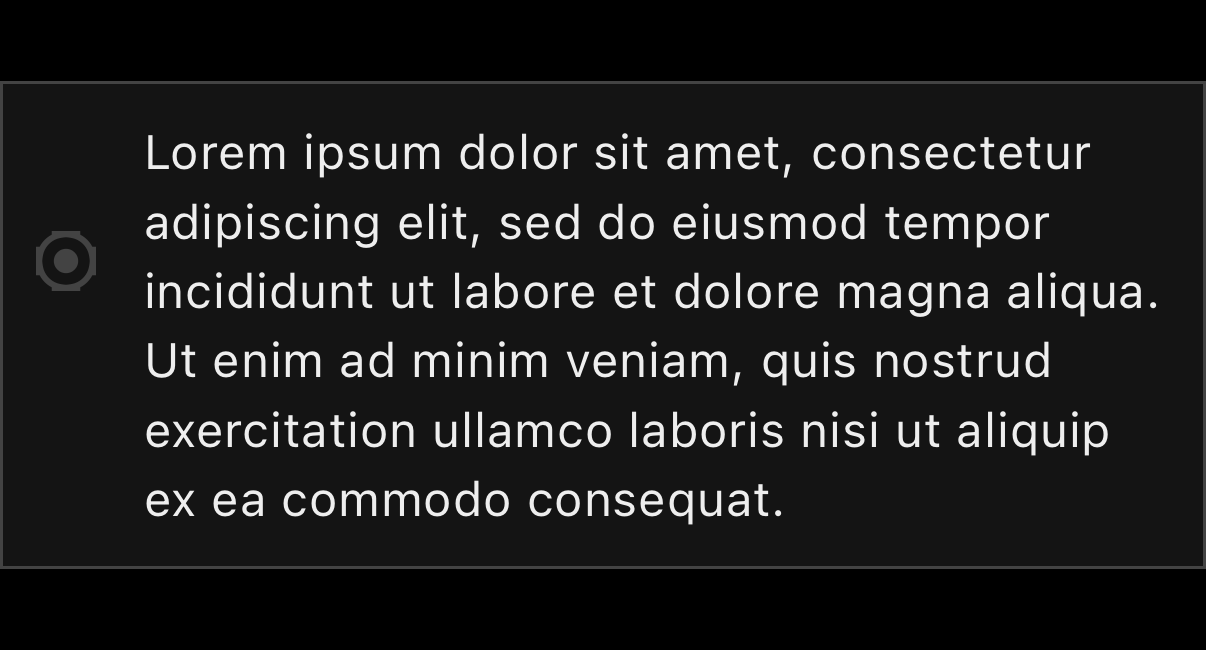 Lorem ipsum dolor sit amet, consectetur
adipiscing elit, sed do eiusmod tempor
incididunt ut labore et dolore magna aliqua.
Ut enim ad minim veniam, quis nostrud
exercitation ullamco laboris nisi ut aliquip
ex ea commodo consequat.